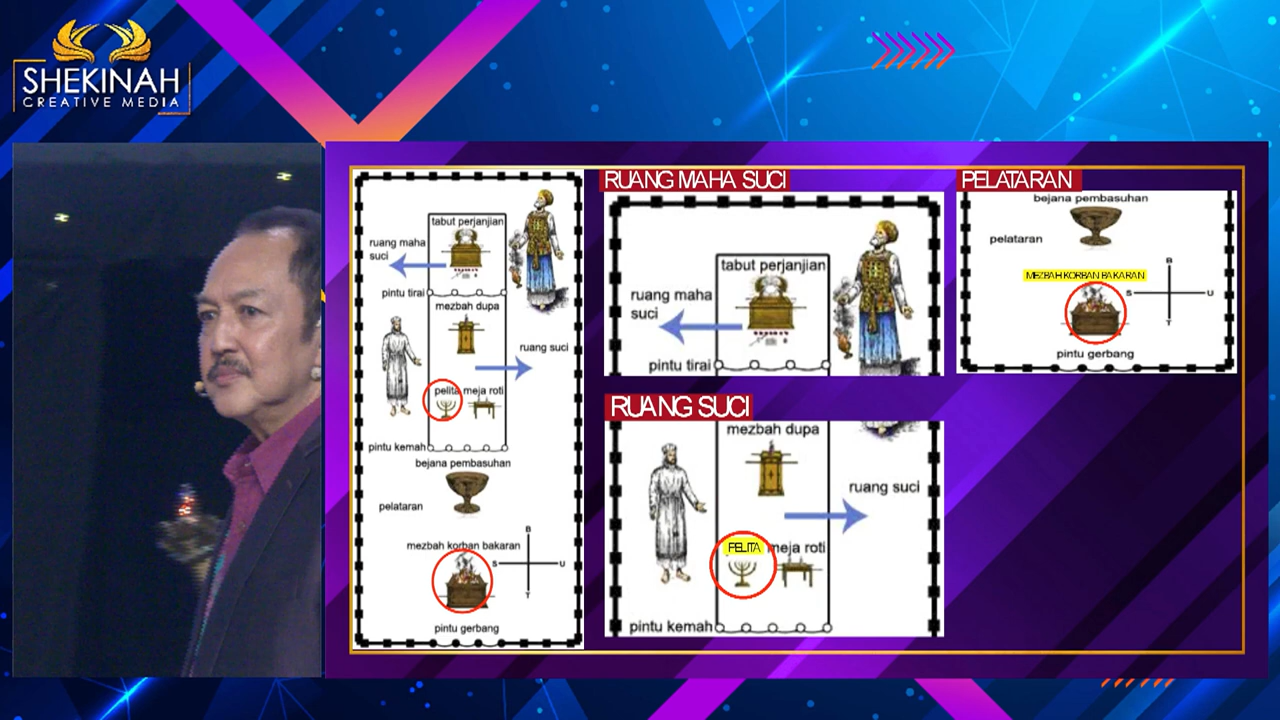 SHEKINAH
CREATIVE MEDIA
tabut perjanjian
ruang maha
suci
pintu tirai
mezbah dupa
ruang suci
pelita meja roti
pintu kemah
bejana pembasuhan
pelataran
mezbah korban bakaran
B
S U
T
pintu gerbang
RUANG MAHA SUCI
tabut perjanjian
ruang maha
suci
pintu tirai
RUANG SUCI
mezbah dupa
ruang suci
PELITA meja roti
pintu kemah
PELATARAN
bejana pembasuhan
pelataran
MEZBAH KORBAN BAKARAN
B
S U
T
pintu gerbang